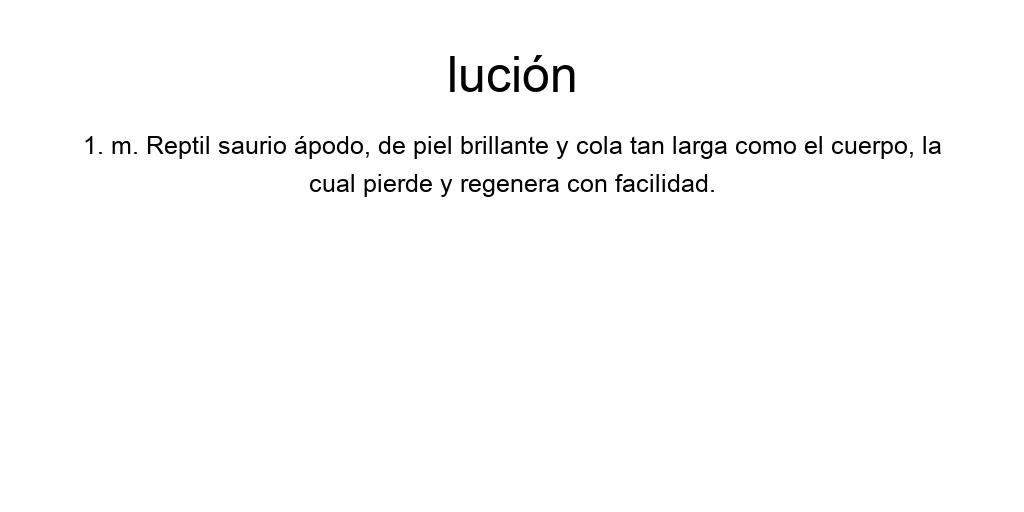 lución
1. m. Reptil saurio ápodo, de piel brillante y cola tan larga como el cuerpo, la
cual pierde y regenera con facilidad.